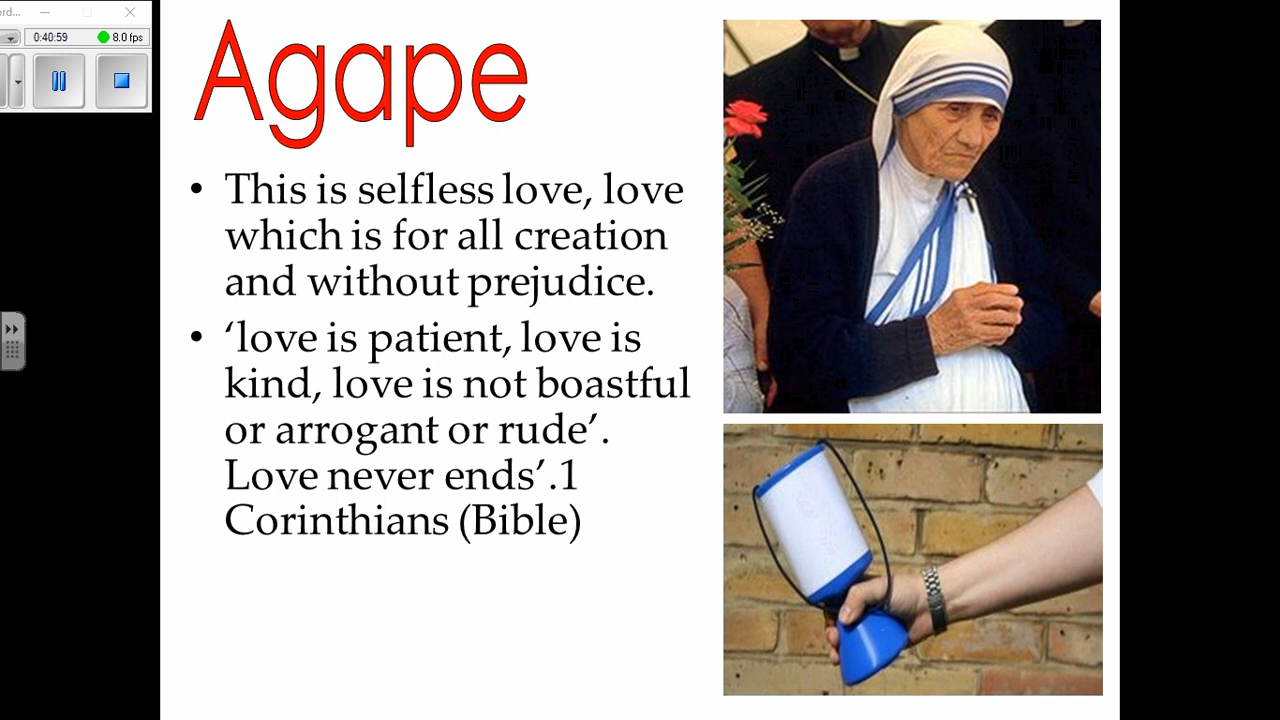 ord...
0:40:59
8.0 fps
Agape
• This is selfless love, love
which is for all creation
and without prejudice.
• ‘love is patient, love is
kind, love is not boastful
or arrogant or rude’.
Love never ends’.1
Corinthians (Bible)